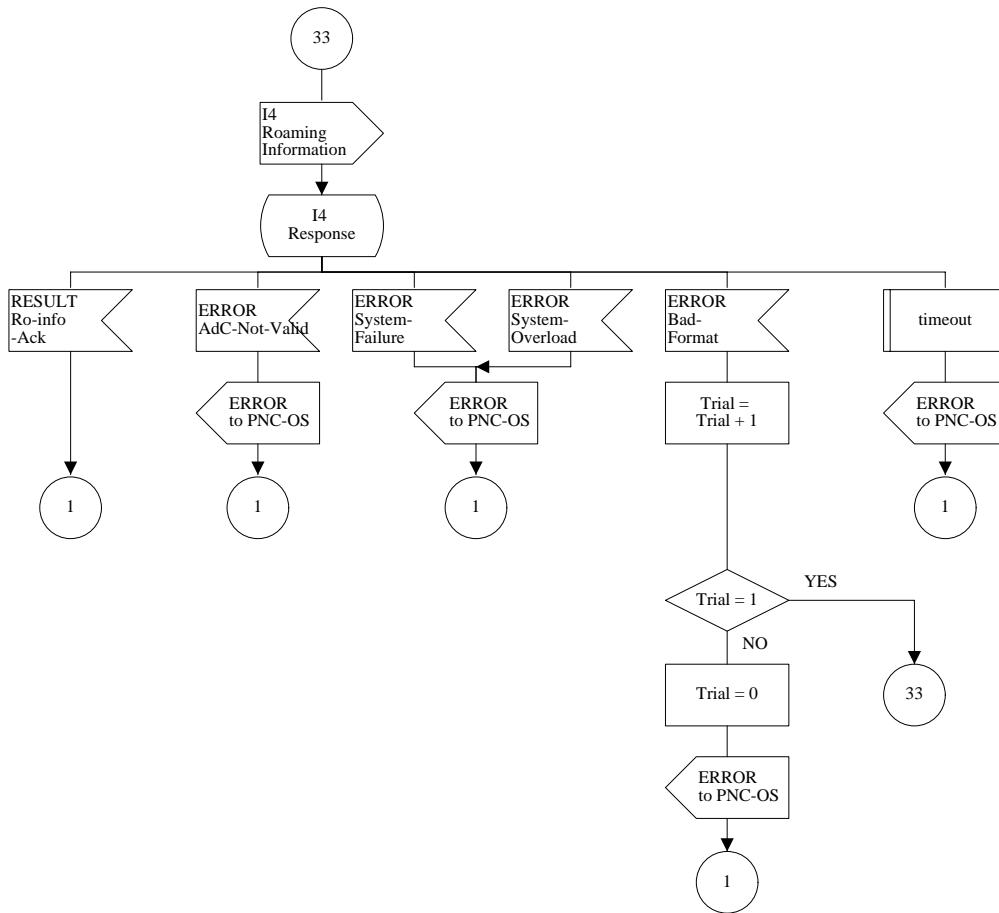 33
I4
Roaming
Information
I4
Response
RESULT
Ro-info
-Ack
ERROR
AdC-Not-Valid
ERROR
System-
Failure
ERROR
System-
Overload
ERROR
Bad-
Format
timeout
ERROR
to PNC-OS
ERROR
to PNC-OS
Trial =
Trial + 1
ERROR
to PNC-OS
1
1
1
1
Trial = 1
YES
NO
Trial = 0
33
ERROR
to PNC-OS
1